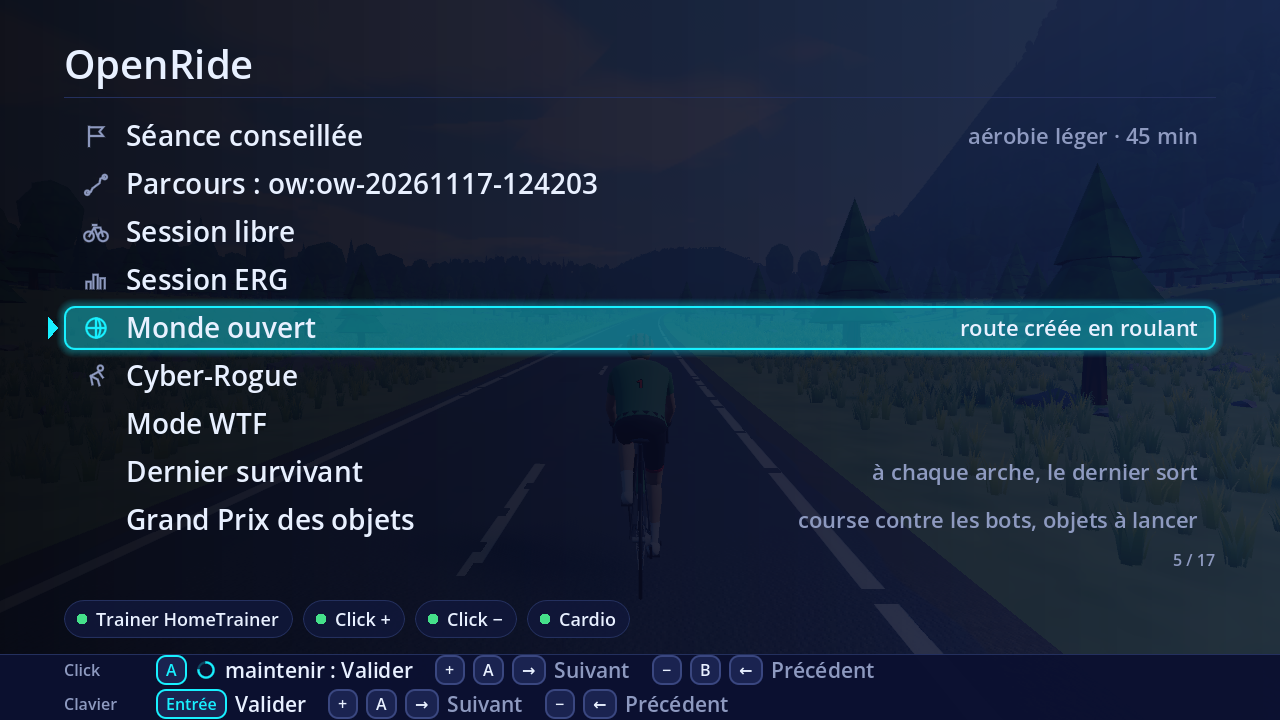 OpenRide
Séance conseillée aérobie léger · 45 min
Parcours : ow:ow-20261117-124203
Session libre
Session ERG
Monde ouvert route créée en roulant
Cyber-Rogue
Mode WTF
Dernier survivant à chaque arche, le dernier sort
Grand Prix des objets course contre les bots, objets à lancer
5 / 17
Trainer HomeTrainer Click + Click − Cardio
Click A maintenir : Valider + A → Suivant − B ← Précédent
Clavier Entrée Valider + A → Suivant − ← Précédent